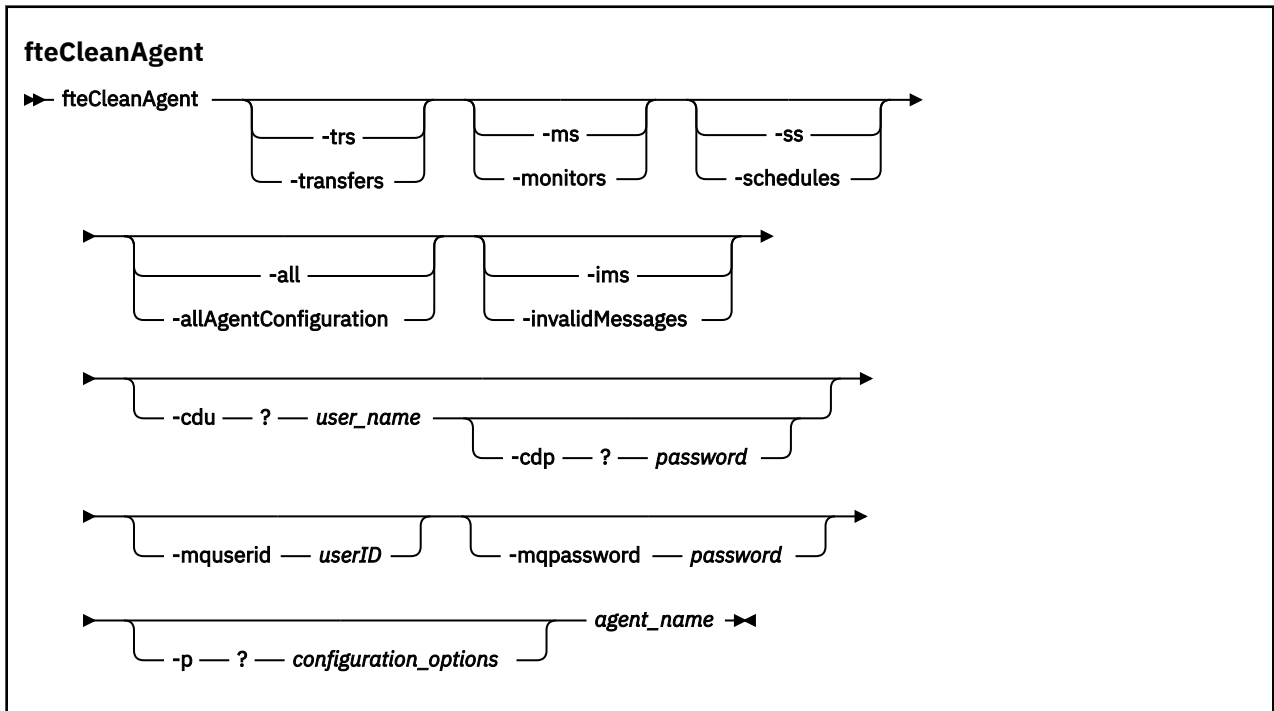 fteCleanAgent
fteCleanAgent
-trs -ms -ss
-transfers -monitors -schedules
-all -ims
-allAgentConfiguration -invalidMessages
-cdu ? user_name
-cdp ? password
-mquserid userID -mqpassword password
agent_name
-p ? configuration_options